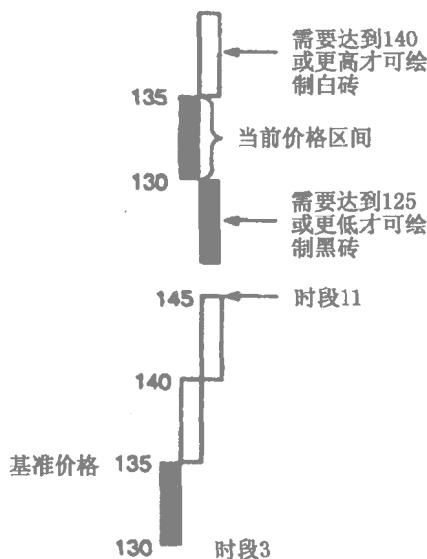 需要达到140
或更高才可绘
制白砖
135
当前价格区间
130
需要达到125
或更低才可绘
制黑砖
145
时段11
140
基准价格 135
130 时段3